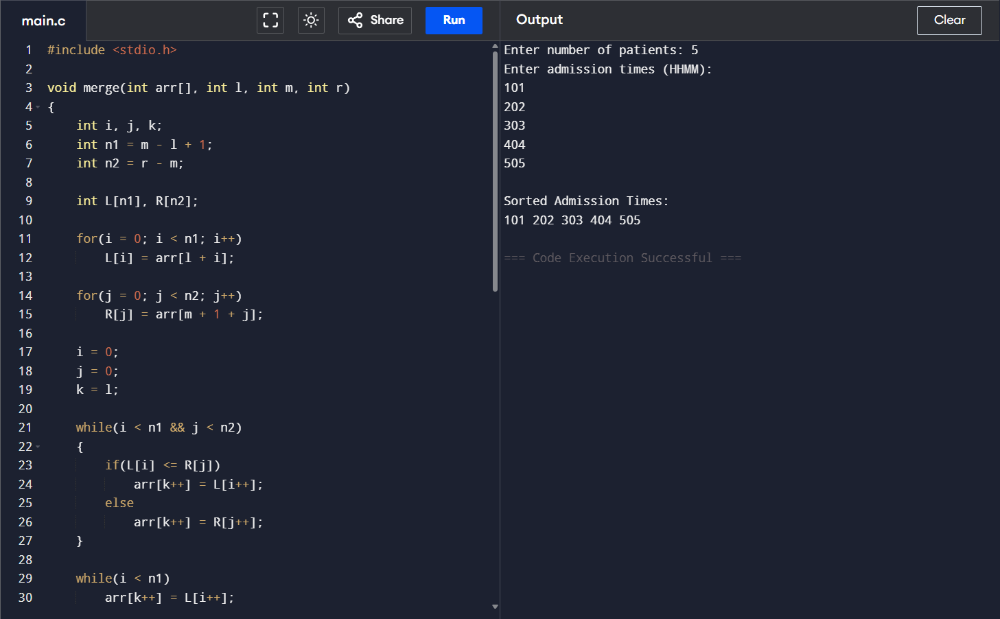 main.c
Share
Run
1 #include <stdio.h>
2
3 void merge(int arr[], int l, int m, int r)
4 {
5     int i, j, k;
6     int n1 = m - l + 1;
7     int n2 = r - m;
8
9     int L[n1], R[n2];
10
11     for(i = 0; i < n1; i++)
12         L[i] = arr[l + i];
13
14     for(j = 0; j < n2; j++)
15         R[j] = arr[m + 1 + j];
16
17     i = 0;
18     j = 0;
19     k = l;
20
21     while(i < n1 && j < n2)
22     {
23         if(L[i] <= R[j])
24             arr[k++] = L[i++];
25         else
26             arr[k++] = R[j++];
27     }
28
29     while(i < n1)
30         arr[k++] = L[i++];
Output
Clear
Enter number of patients: 5
Enter admission times (HHMM):
101
202
303
404
505
Sorted Admission Times:
101 202 303 404 505
=== Code Execution Successful ===